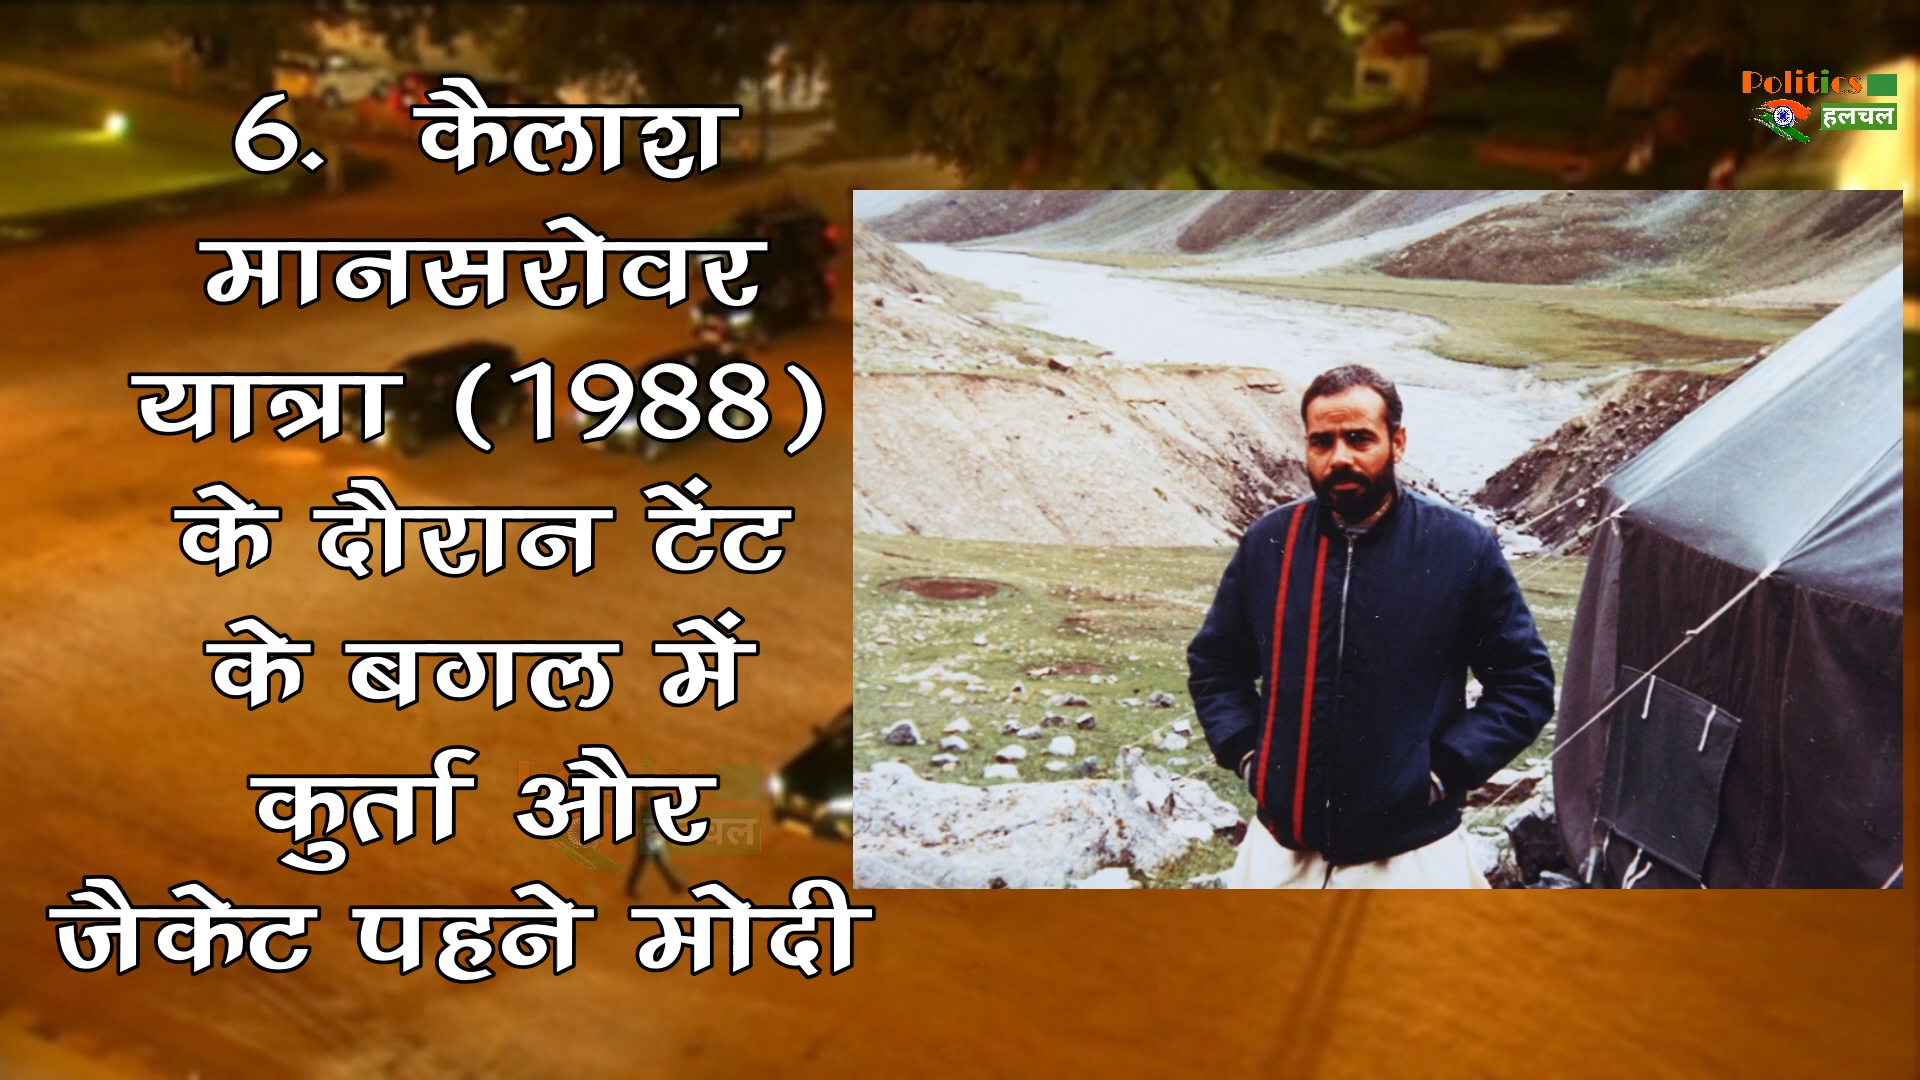 6. कैलाश
मानसरोवर
यात्रा (1988)
के दौरान टेंट
के बगल में
कुर्ता और
जैकेट पहने मोदी
Politics
हलचल